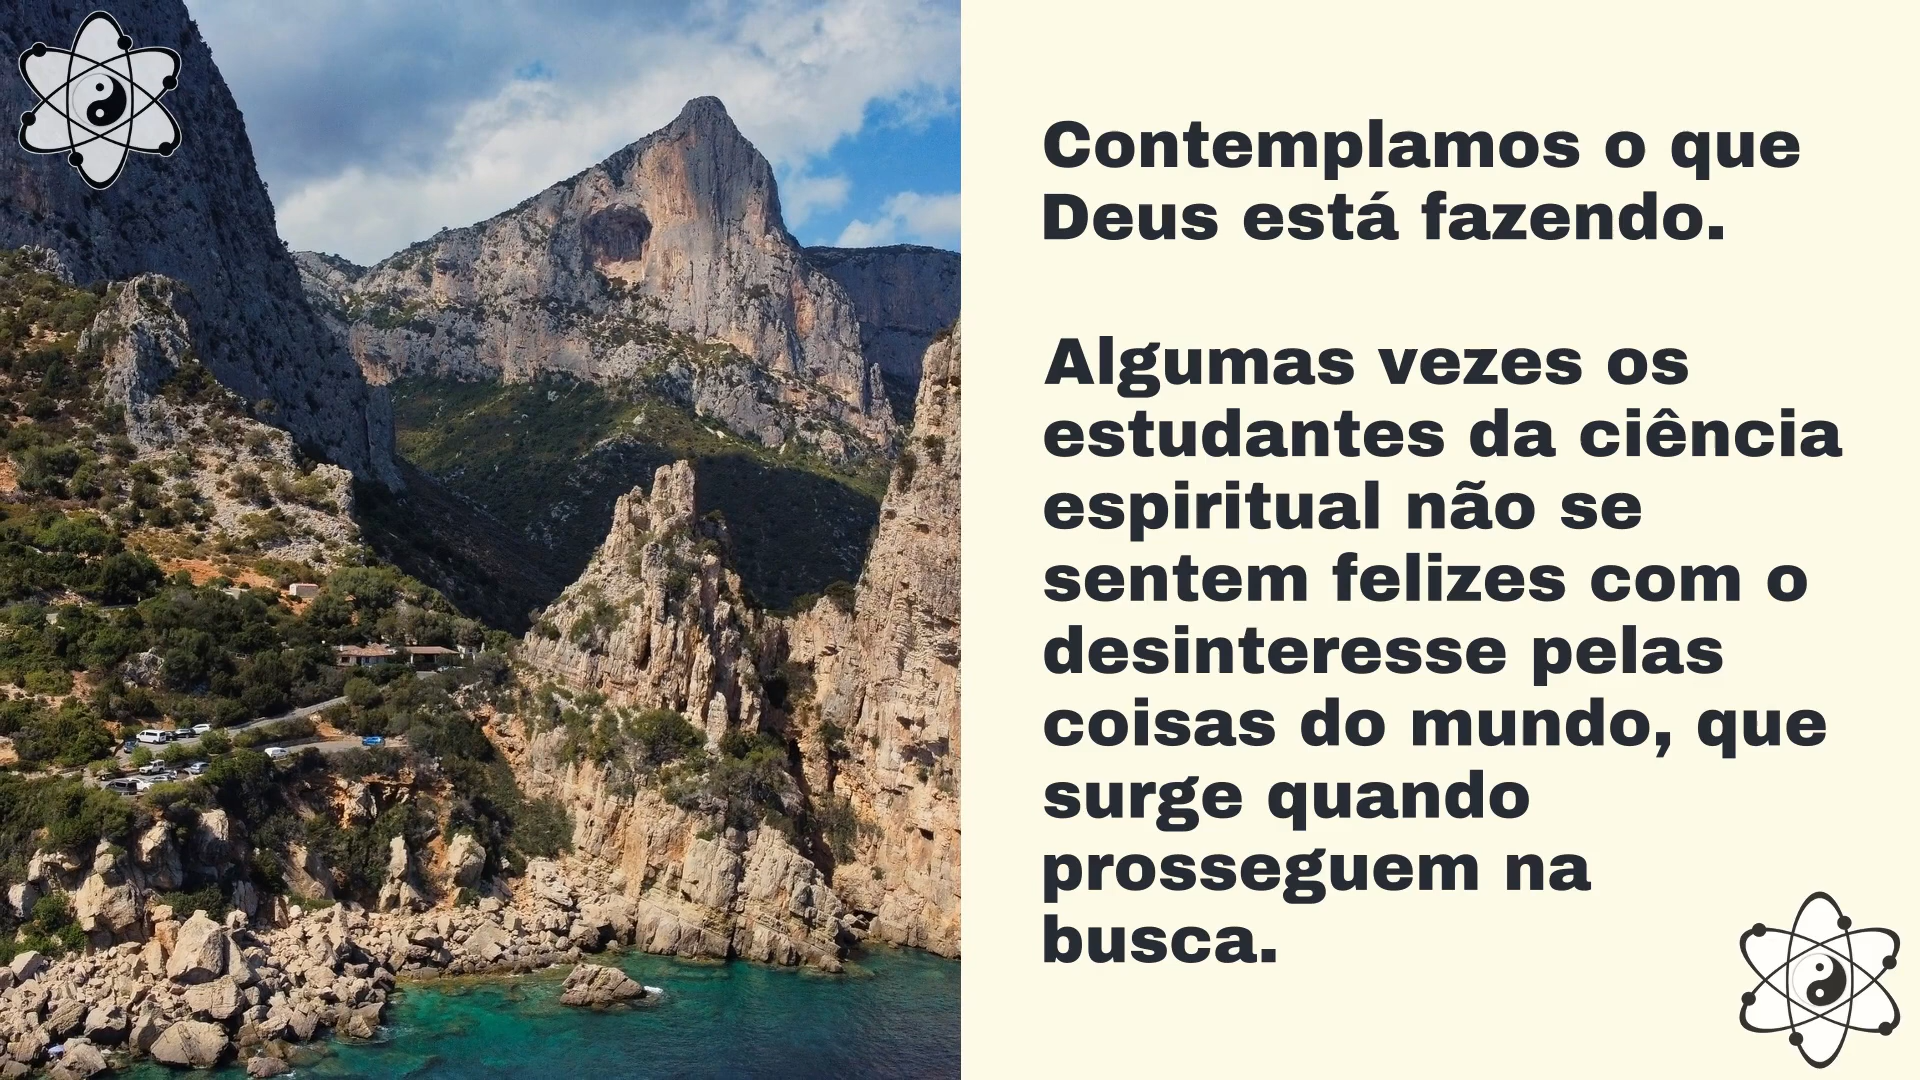 Contemplamos o que
Deus está fazendo.
Algumas vezes os
estudantes da ciência
espiritual não se
sentem felizes com o
desinteresse pelas
coisas do mundo, que
surge quando
prosseguem na
busca.